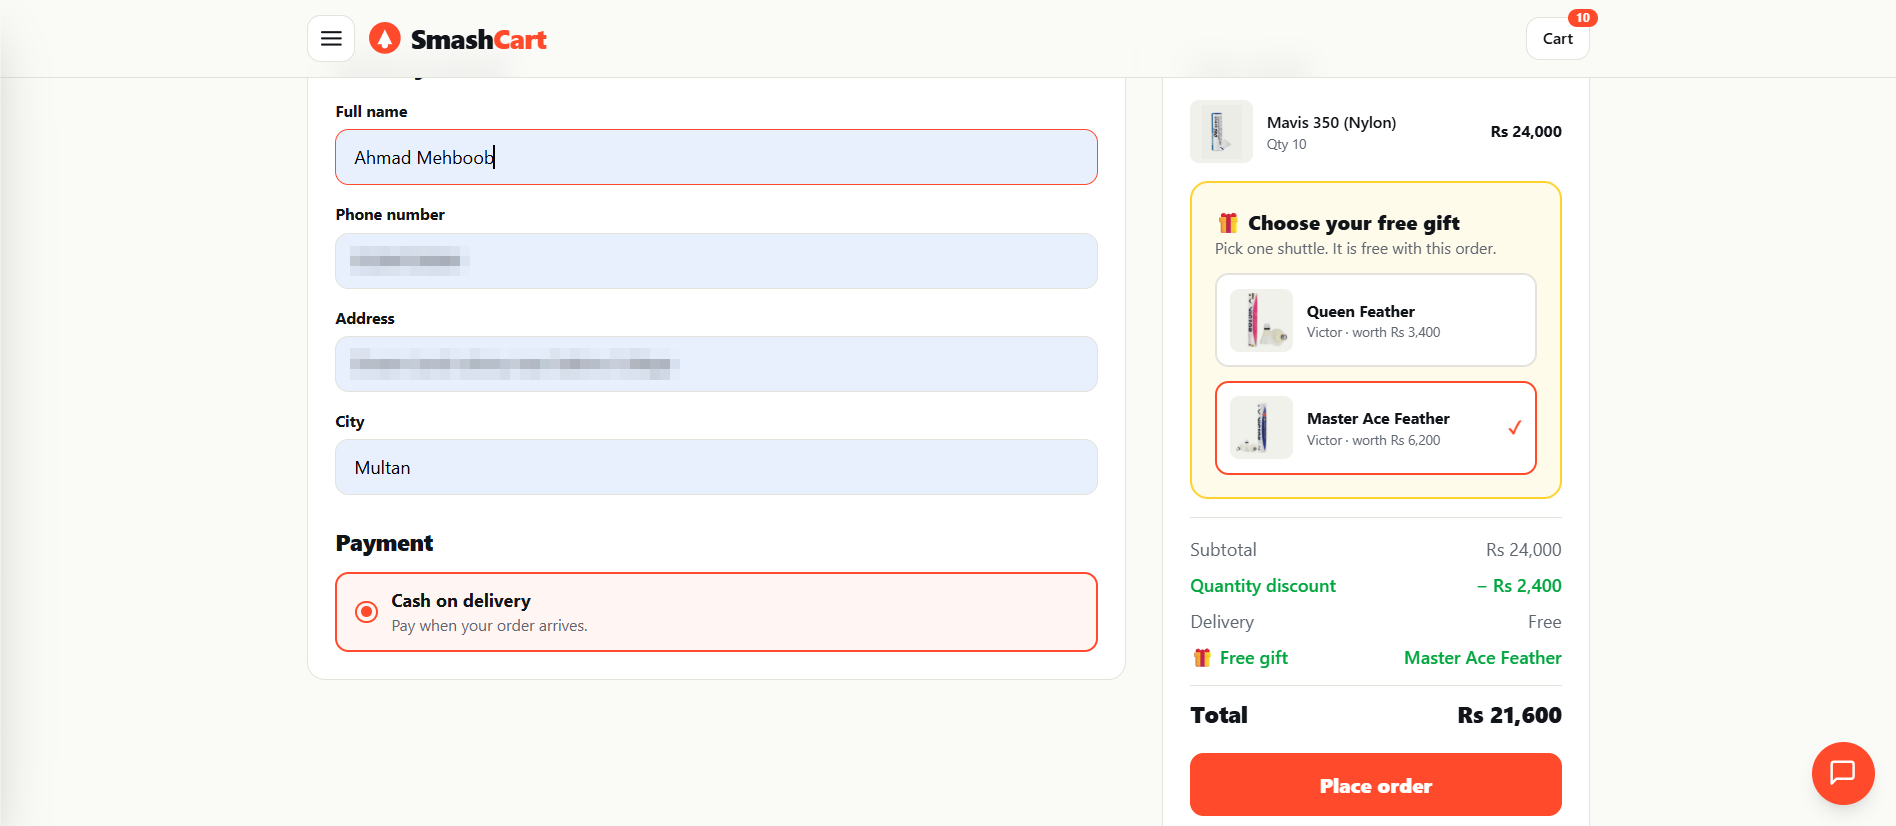 SmashCart
Cart
10
Full name
Ahmad Mehboob
Phone number
Address
City
Multan
Payment
Cash on delivery
Pay when your order arrives.
Mavis 350 (Nylon)
Qty 10
Rs 24,000
Choose your free gift
Pick one shuttle. It is free with this order.
Queen Feather
Victor · worth Rs 3,400
Master Ace Feather
Victor · worth Rs 6,200
Subtotal Rs 24,000
Quantity discount − Rs 2,400
Delivery Free
Free gift Master Ace Feather
Total Rs 21,600
Place order